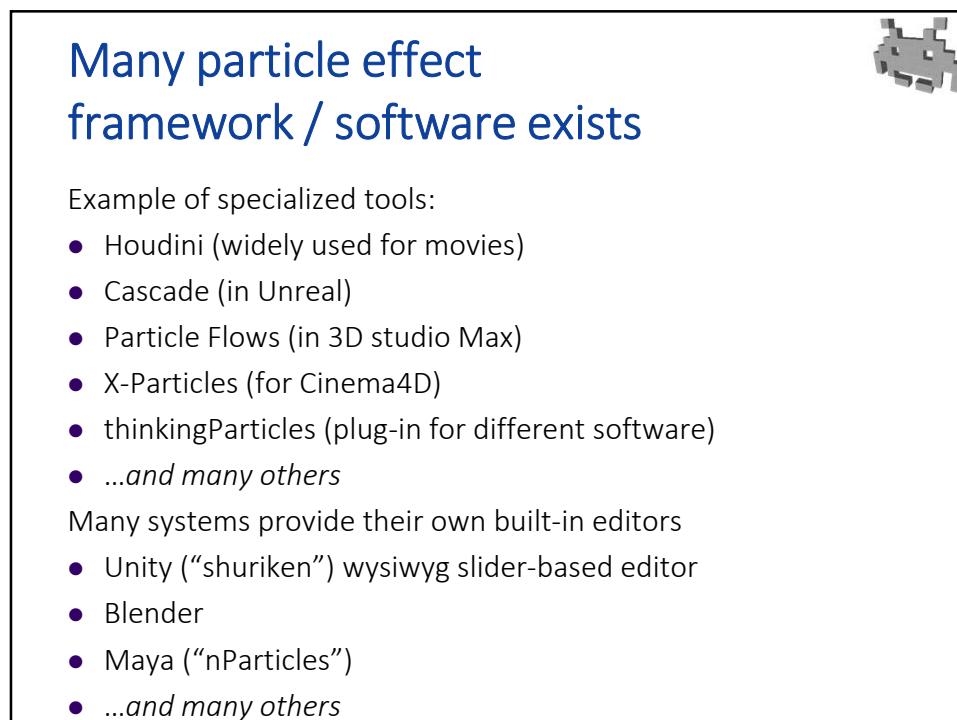 Many particle effect
framework / software exists
Example of specialized tools:
● Houdini (widely used for movies)
● Cascade (in Unreal)
● Particle Flows (in 3D studio Max)
● X-Particles (for Cinema4D)
● thinkingParticles (plug-in for different software)
● …and many others
Many systems provide their own built-in editors
● Unity (“shuriken”) wysiwyg slider-based editor
● Blender
● Maya (“nParticles”)
● …and many others